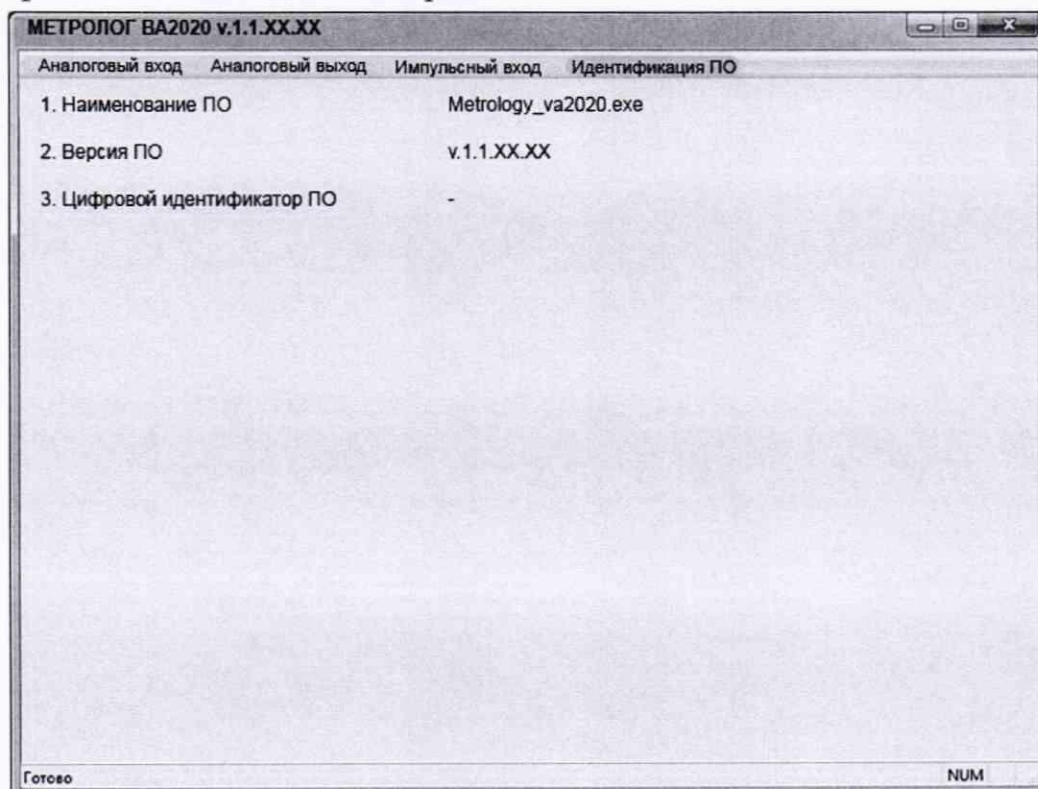 МЕТРОЛОГ ВА2020 v.1.1.XX.XX
Аналоговый вход Аналоговый выход Импульсный вход Идентификация ПО
1. Наименование ПО Metrology_va2020.exe
2. Версия ПО v.1.1.XX.XX
3. Цифровой идентификатор ПО -
Готово NUM